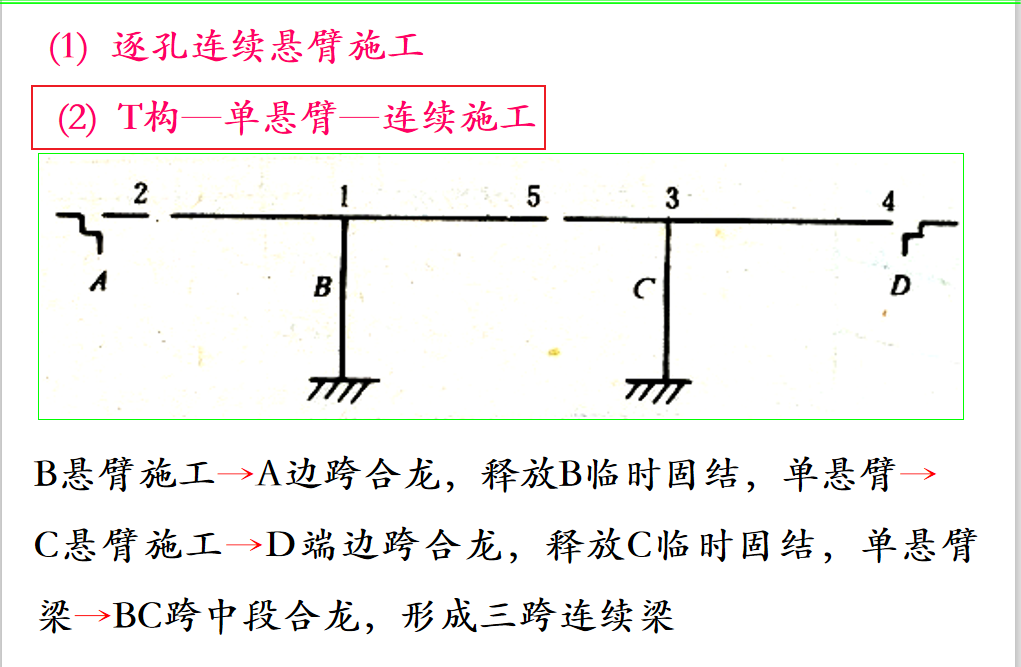 (1) 逐孔连续悬臂施工
(2) T构—单悬臂—连续施工
2 1 5 3 4
A B C D
B悬臂施工→A边跨合龙，释放B临时固结，单悬臂→
C悬臂施工→D端边跨合龙，释放C临时固结，单悬臂
梁→BC跨中段合龙，形成三跨连续梁